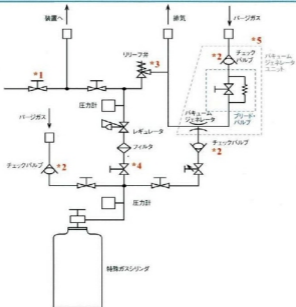 装置へ
排気
パージガス
*5
*1
*3
*2
チェック
バルブ
バキューム
ジェネレータ
ユニット
リリーフ弁
圧力計
ブリード・
バルブ
パージガス
レギュレータ
バキューム
ジェネレータ
フィルタ
チェックバルブ
*2
*4
チェックバルブ
*2
圧力計
特殊ガスシリンダ